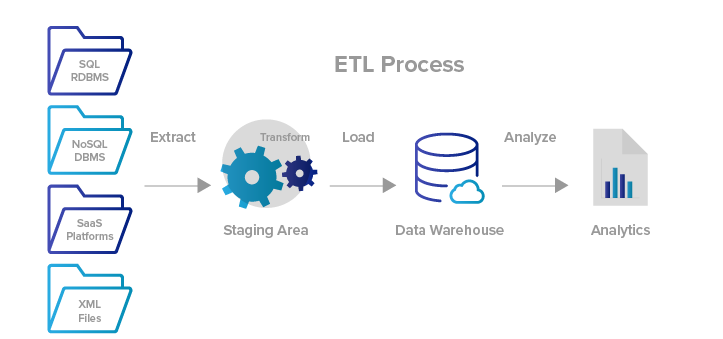 ETL Process
SQL
RDBMS
NoSQL
DBMS
SaaS
Platforms
XML
Files
Extract
Transform
Staging Area
Load
Data Warehouse
Analyze
Analytics